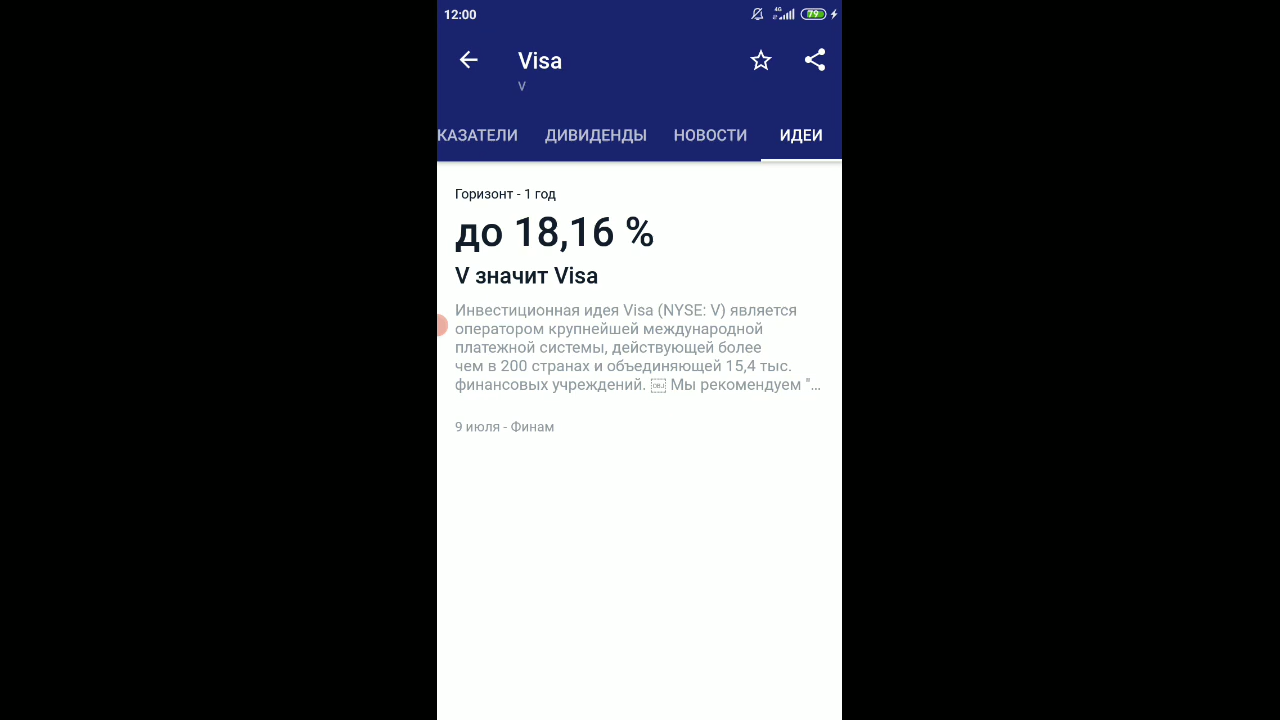 12:00
4G
79
Visa
V
КАЗАТЕЛИ ДИВИДЕНДЫ НОВОСТИ ИДЕИ
Горизонт - 1 год
до 18,16 %
V значит Visa
Инвестиционная идея Visa (NYSE: V) является
оператором крупнейшей международной
платежной системы, действующей более
чем в 200 странах и объединяющей 15,4 тыс.
финансовых учреждений. ￼ Мы рекомендуем "…
9 июля - Финам